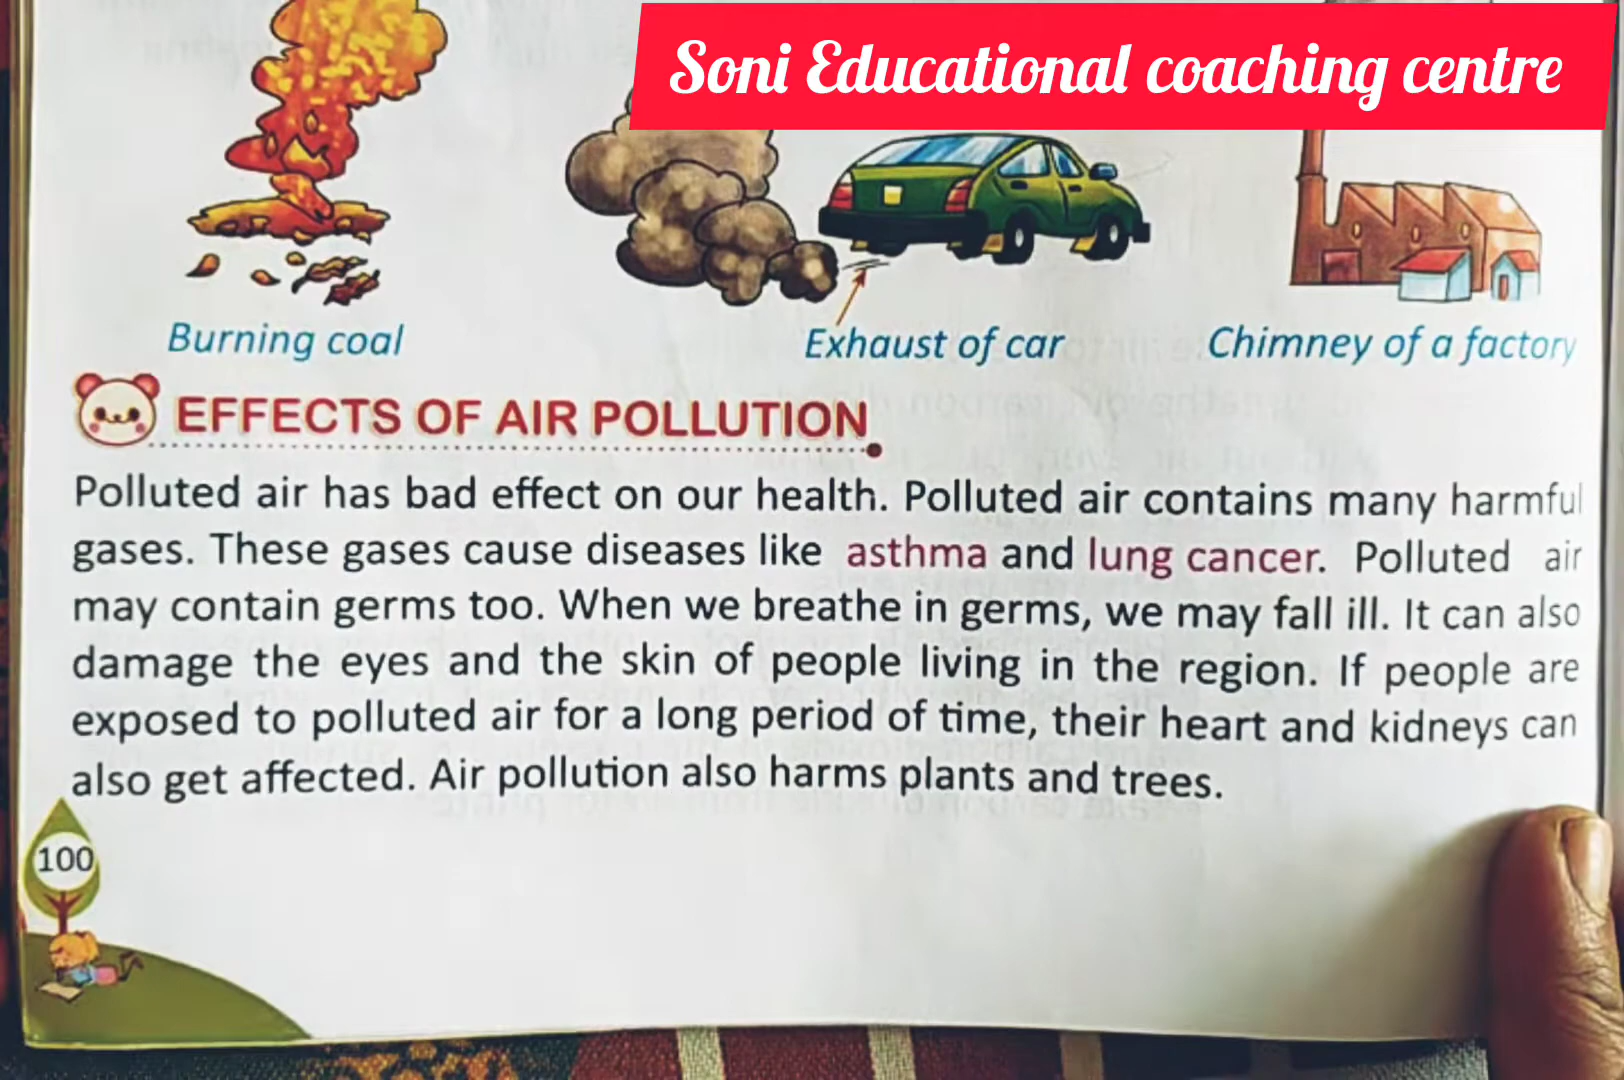 Soni Educational coaching centre
Burning coal
Exhaust of car
Chimney of a factory
EFFECTS OF AIR POLLUTION
Polluted air has bad effect on our health. Polluted air contains many harmful
gases. These gases cause diseases like asthma and lung cancer. Polluted air
may contain germs too. When we breathe in germs, we may fall ill. It can also
damage the eyes and the skin of people living in the region. If people are
exposed to polluted air for a long period of time, their heart and kidneys can
also get affected. Air pollution also harms plants and trees.
100